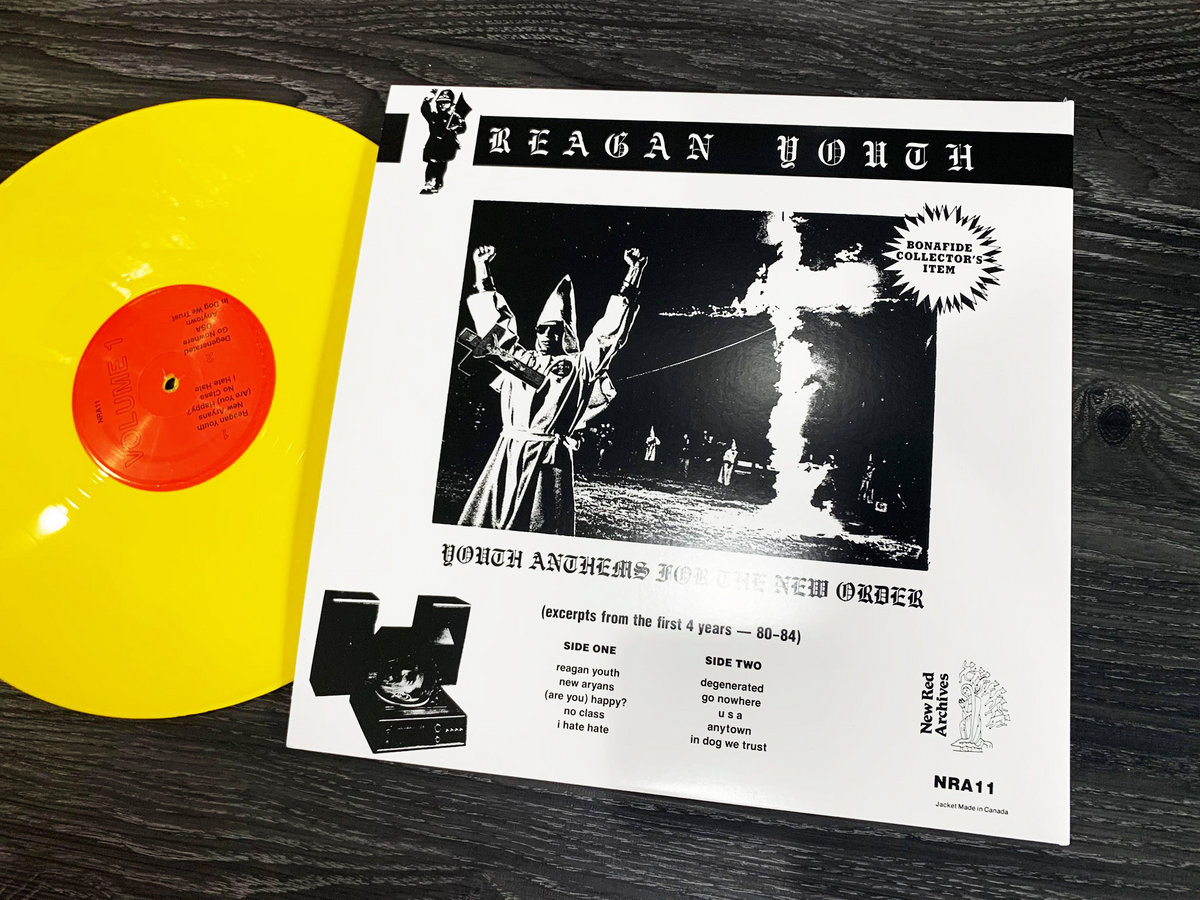 REAGAN YOUTH
BONAFIDE
COLLECTOR'S
ITEM
YOUTH ANTHEMS FOR THE NEW ORDER
(excerpts from the first 4 years — 80-84)
SIDE ONE
reagan youth
new aryans
(are you) happy?
no class
i hate hate
SIDE TWO
degenerated
go nowhere
u s a
anytown
in dog we trust
New Red
Archives
NRA11
Jacket Made in Canada
VOLUME 1
NRA11
1.
Reagan Youth
New Aryans
(Are You) Happy?
No Class
I Hate Hate
2.
Degenerated
Go Nowhere
USA
Anytown
In Dog We Trust